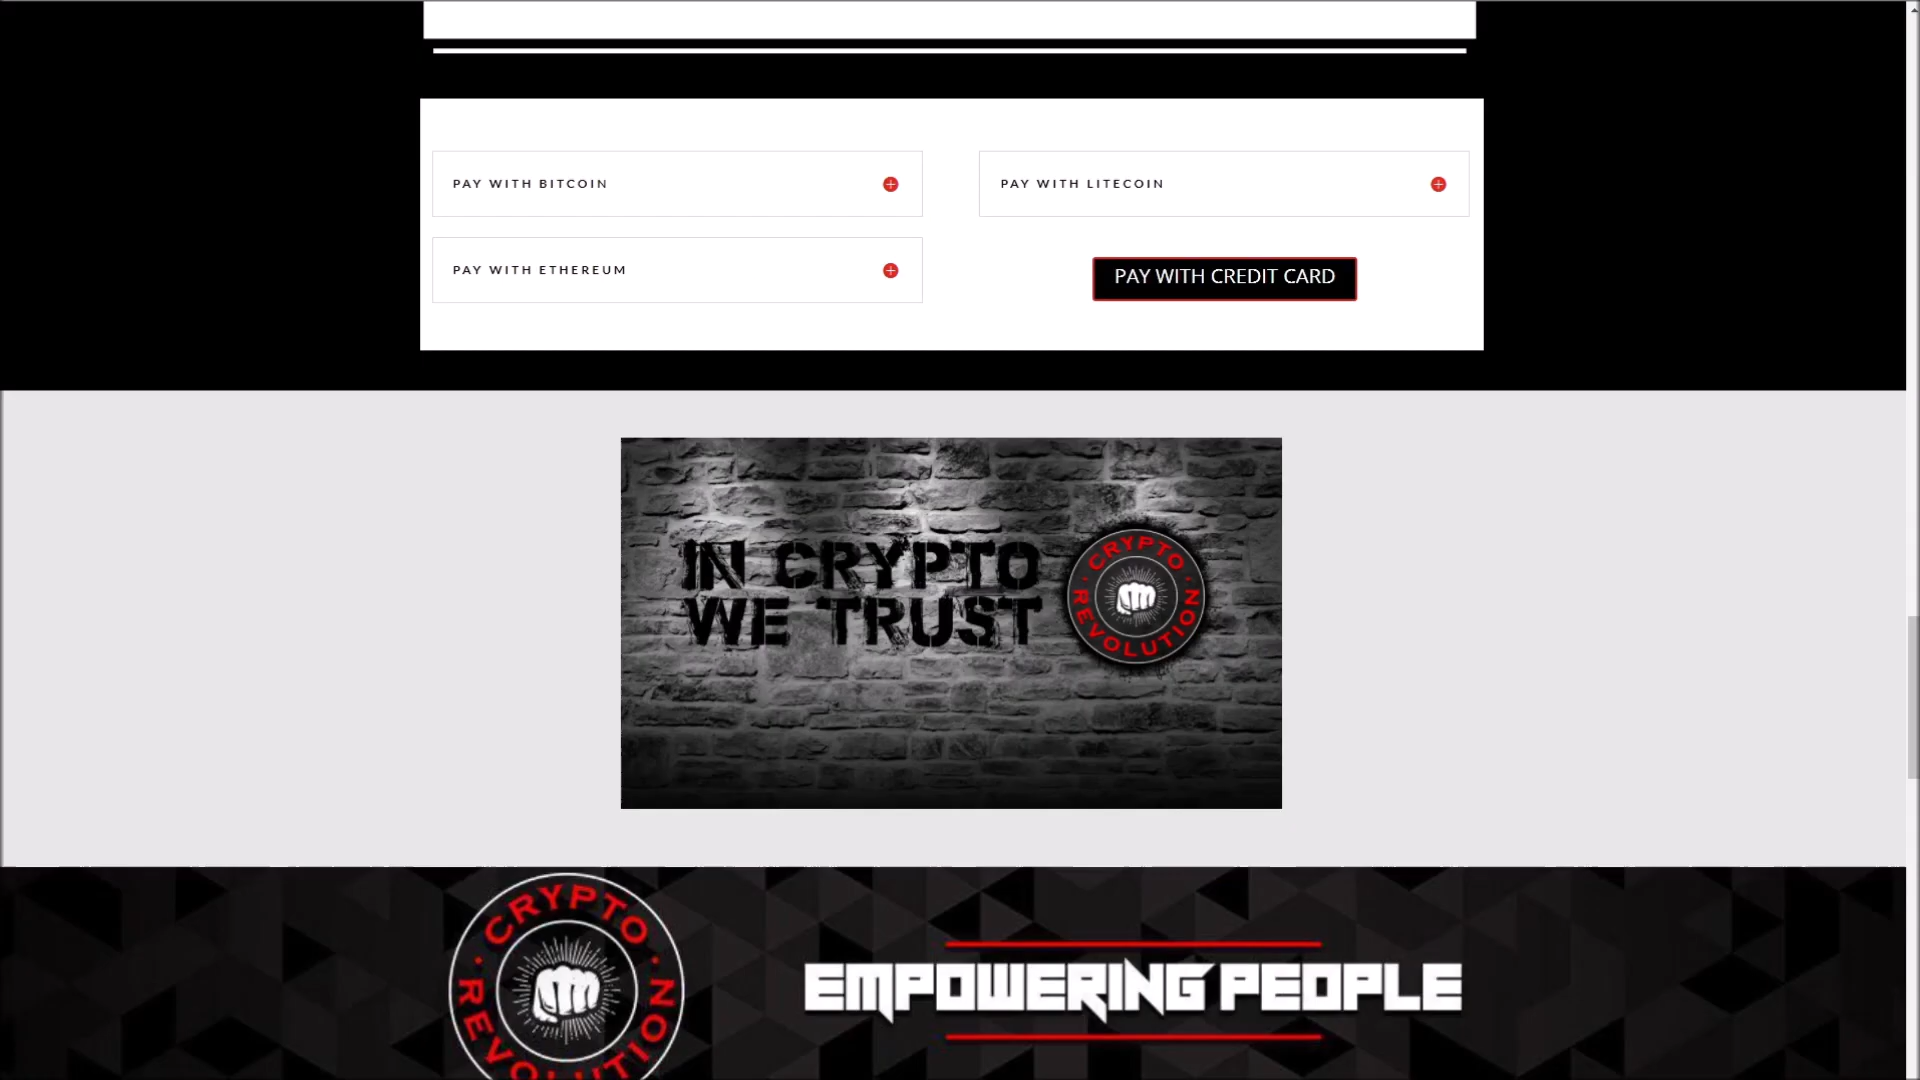 PAY WITH BITCOIN
PAY WITH LITECOIN
PAY WITH ETHEREUM
PAY WITH CREDIT CARD
IN CRYPTO
WE TRUST
CRYPTO
REVOLUTION
CRYPTO
REVOLUTION
EMPOWERING PEOPLE